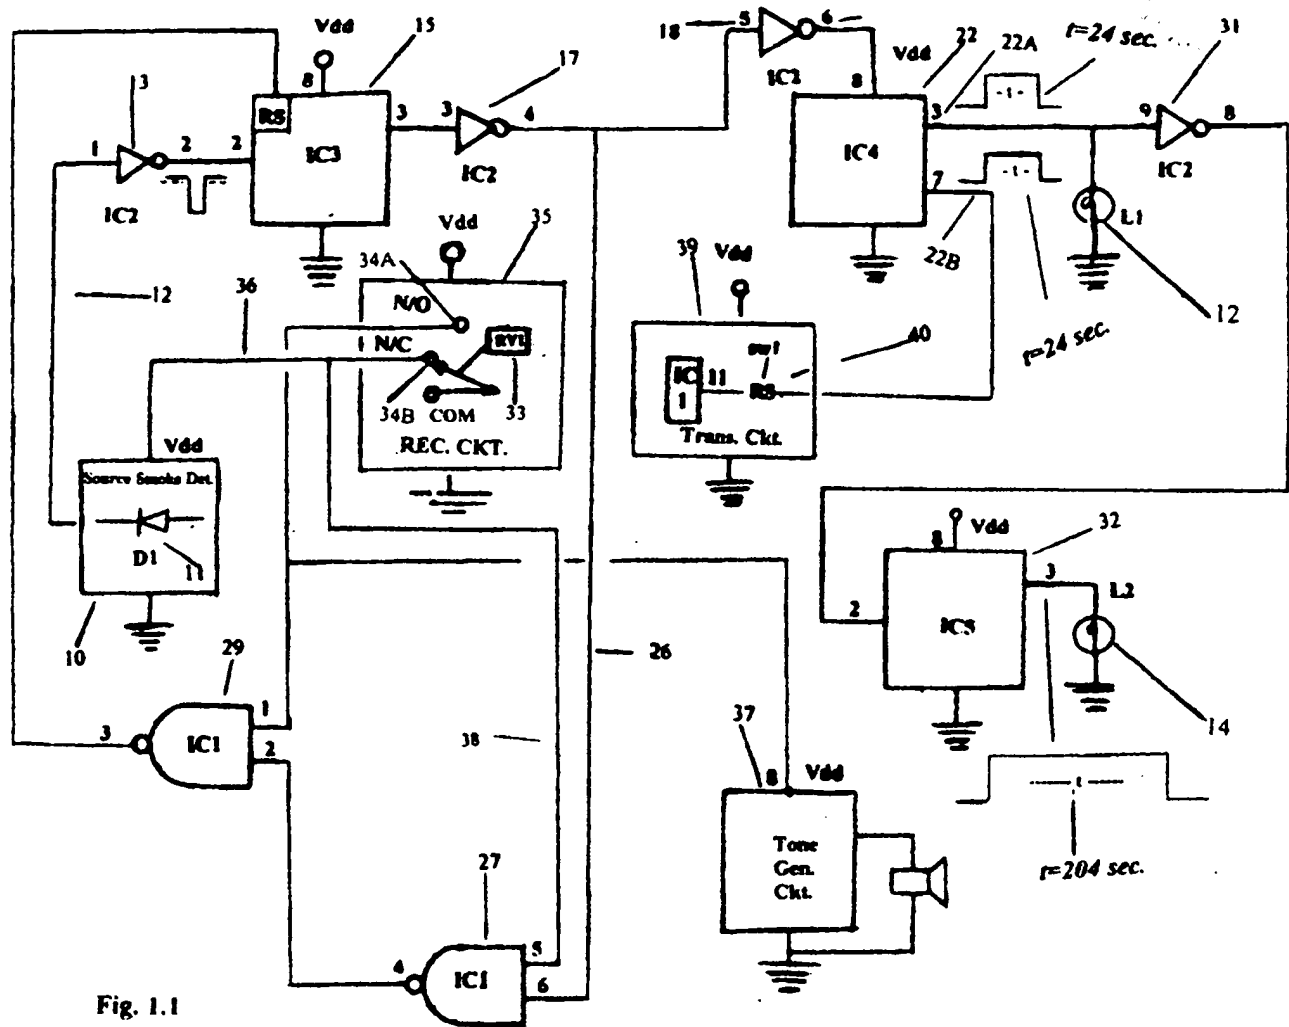 18
5
6
t=24 sec.
31
Vdd
15
17
IC2
Vdd
22
22A
13
8
8
- t -
RS
3
3
4
3
9
8
1
2
2
IC3
IC2
IC4
IC2
IC2
7
- t -
L1
Vdd
35
39
Vdd
22B
34A
12
36
N/O
40
12
N/C
RY1
sw1
t=24 sec.
IC 1
11
RS
34B
COM
33
Trans. Ckt.
Vdd
REC. CKT.
Source Smoke Det.
D1
11
8
Vdd
32
3
L2
2
IC5
10
29
26
14
1
3
IC1
2
38
37
8
Vdd
- t -
Tone
Gen.
Ckt.
t=204 sec.
27
5
4
IC1
6
Fig. 1.1